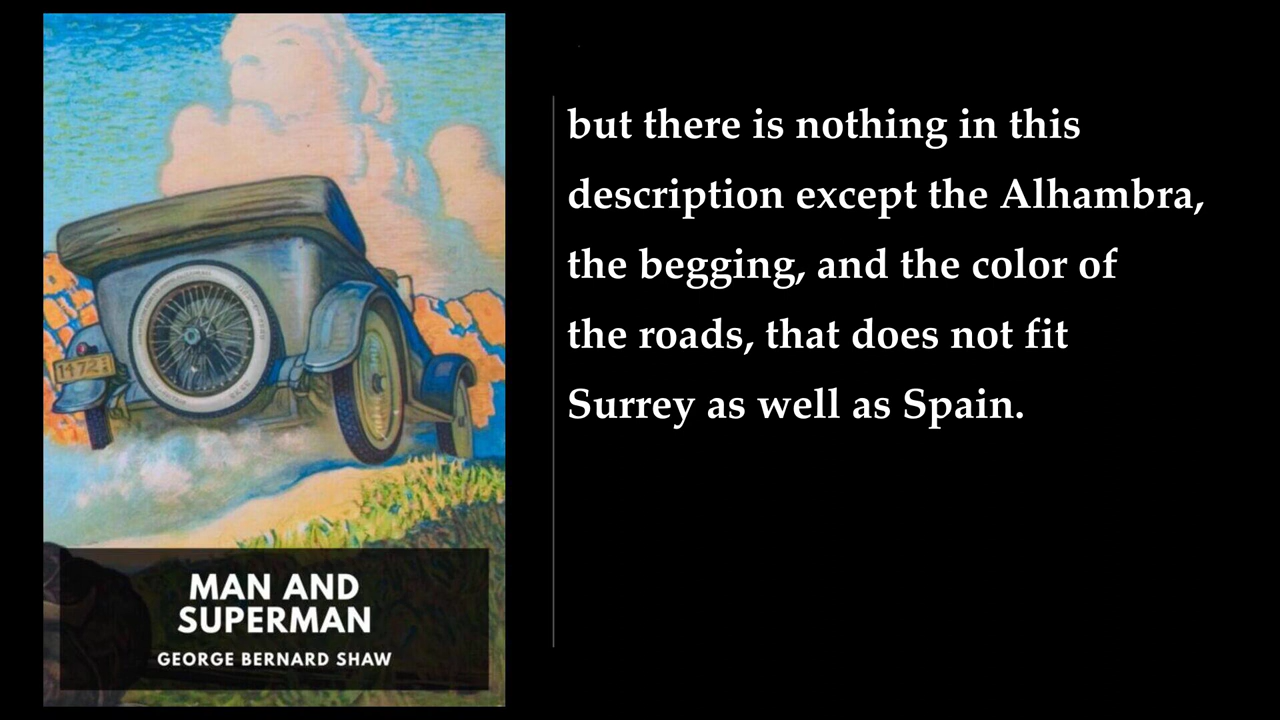 but there is nothing in this
description except the Alhambra,
the begging, and the color of
the roads, that does not fit
Surrey as well as Spain.
1472
MAN AND
SUPERMAN
GEORGE BERNARD SHAW